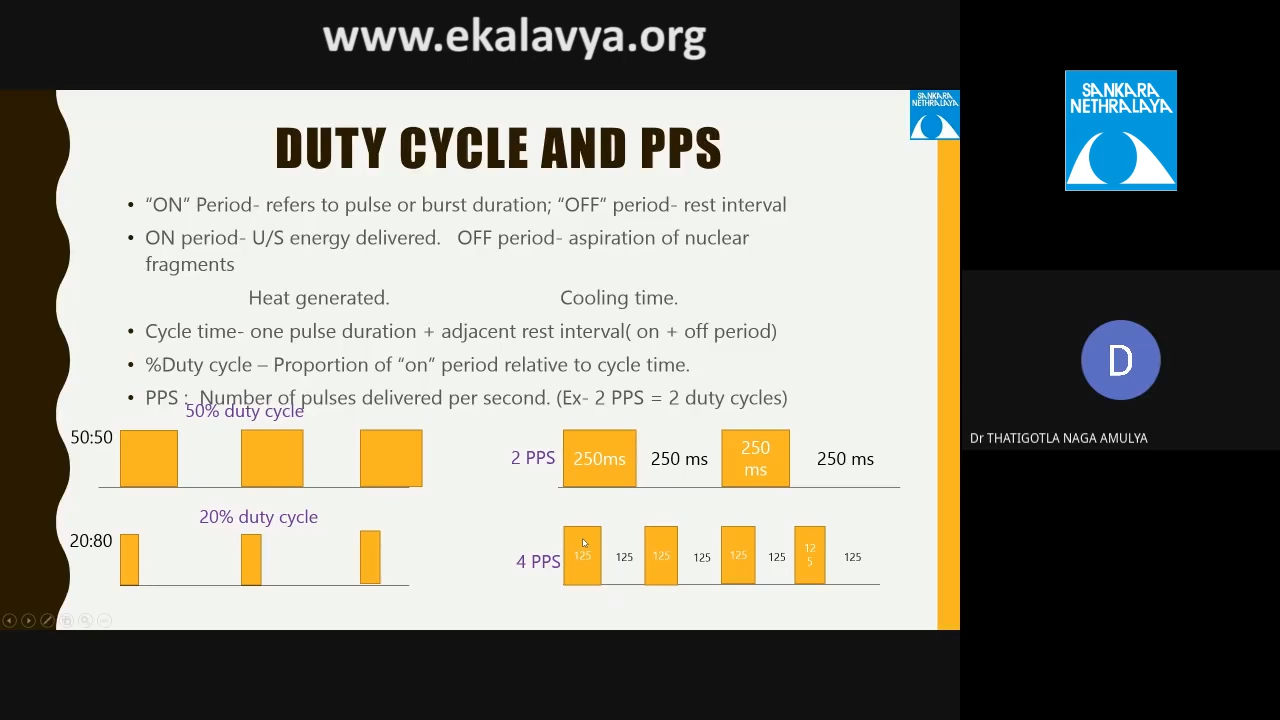 www.ekalavya.org
SANKARA
NETHRALAYA
DUTY CYCLE AND PPS
• “ON” Period- refers to pulse or burst duration; “OFF” period- rest interval
• ON period- U/S energy delivered.   OFF period- aspiration of nuclear
fragments
Heat generated.   Cooling time.
• Cycle time- one pulse duration + adjacent rest interval( on + off period)
• %Duty cycle – Proportion of “on” period relative to cycle time.
• PPS :  Number of pulses delivered per second. (Ex- 2 PPS = 2 duty cycles)
50% duty cycle
50:50
20% duty cycle
20:80
2 PPS 250ms 250 ms 250 ms 250 ms
4 PPS 125 125 125 125 125 125 125 125
SANKARA
NETHRALAYA
D
Dr THATIGOTLA NAGA AMULYA